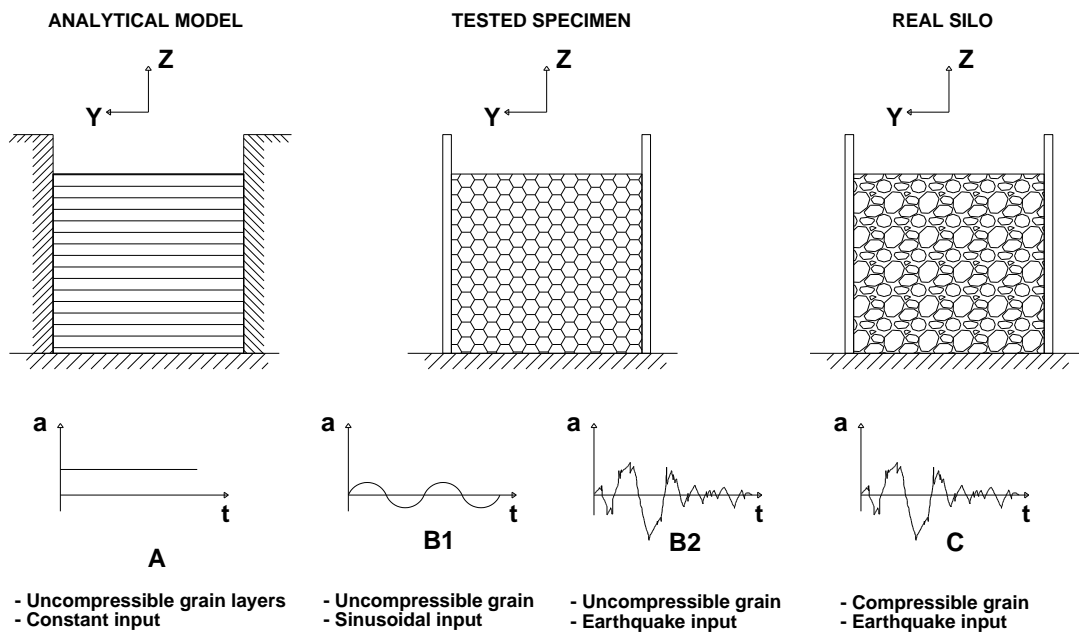 ANALYTICAL MODEL
TESTED SPECIMEN
REAL SILO
Z
Y
Z
Y
Z
Y
a
t
A
a
t
B1
a
t
B2
a
t
C
- Uncompressible grain layers
- Constant input
- Uncompressible grain
- Sinusoidal input
- Uncompressible grain
- Earthquake input
- Compressible grain
- Earthquake input